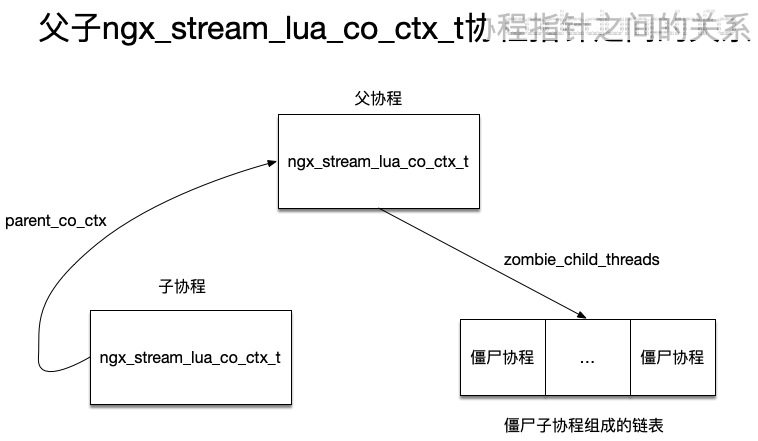 父子ngx_stream_lua_co_ctx_t协程指针之间的关系
父协程
ngx_stream_lua_co_ctx_t
parent_co_ctx
zombie_child_threads
子协程
ngx_stream_lua_co_ctx_t
僵尸协程
...
僵尸协程
僵尸子协程组成的链表